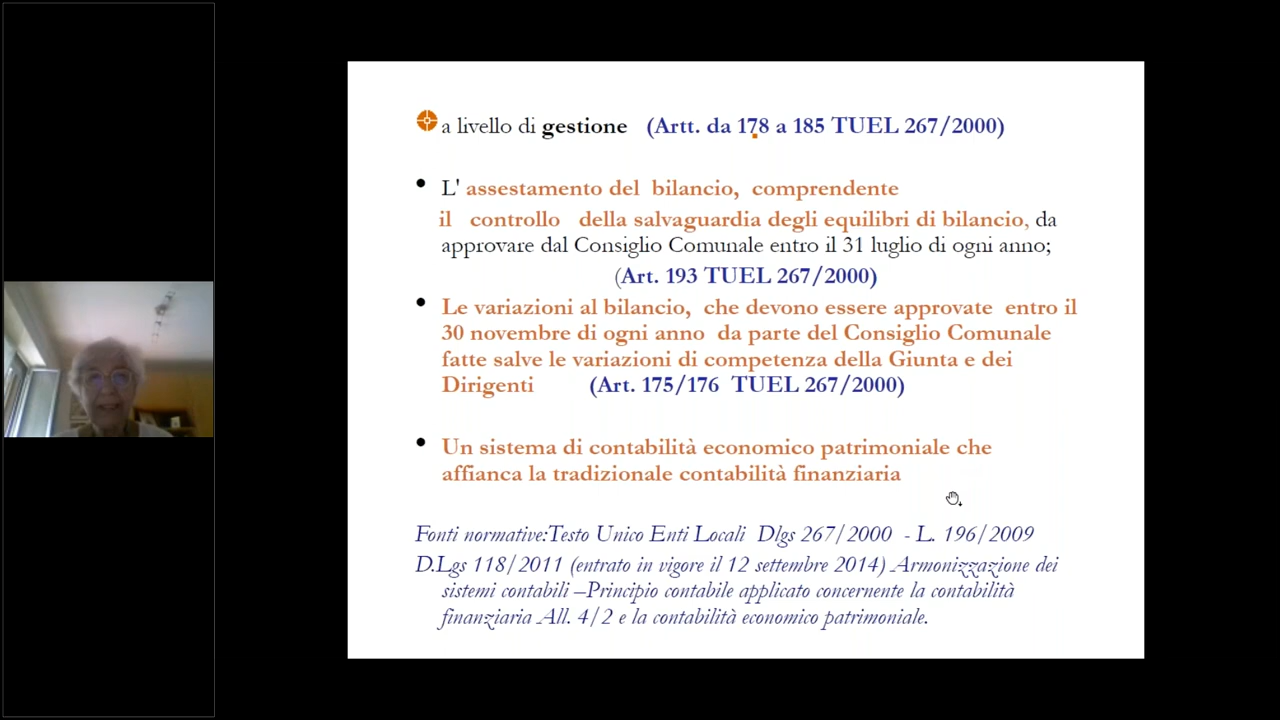 a livello di gestione (Artt. da 178 a 185 TUEL 267/2000)
• L' assestamento del bilancio, comprendente
il controllo della salvaguardia degli equilibri di bilancio, da
approvare dal Consiglio Comunale entro il 31 luglio di ogni anno;
(Art. 193 TUEL 267/2000)
• Le variazioni al bilancio, che devono essere approvate entro il
30 novembre di ogni anno da parte del Consiglio Comunale
fatte salve le variazioni di competenza della Giunta e dei
Dirigenti (Art. 175/176 TUEL 267/2000)
• Un sistema di contabilità economico patrimoniale che
affianca la tradizionale contabilità finanziaria
Fonti normative:Testo Unico Enti Locali Dlgs 267/2000 - L. 196/2009
D.Lgs 118/2011 (entrato in vigore il 12 settembre 2014) Armonizzazione dei
sistemi contabili –Principio contabile applicato concernente la contabilità
finanziaria All. 4/2 e la contabilità economico patrimoniale.